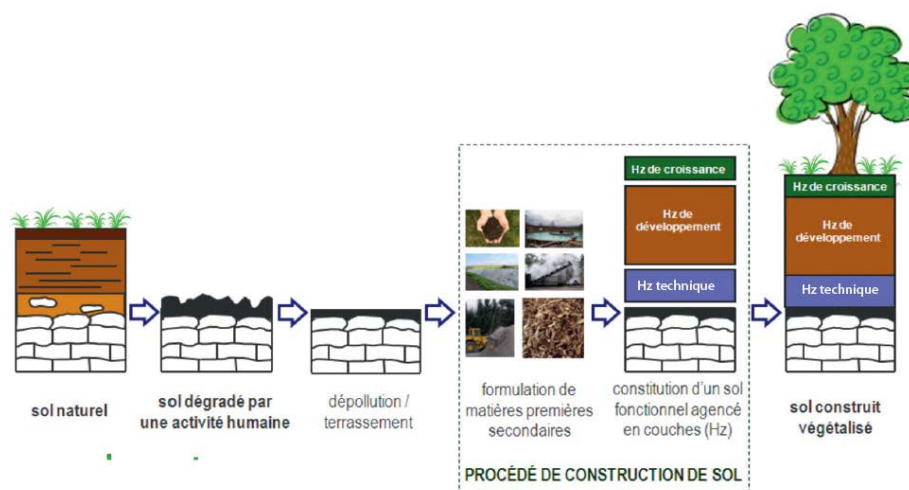 Hz de croissance
Hz de
développement
Hz technique
Hz de croissance
Hz de
développement
Hz technique
sol naturel
sol dégradé par
une activité humaine
dépollution /
terrassement
formulation de
matières premières
secondaires
constitution d'un sol
fonctionnel agencé
en couches (Hz)
sol construit
végétalisé
PROCÉDÉ DE CONSTRUCTION DE SOL